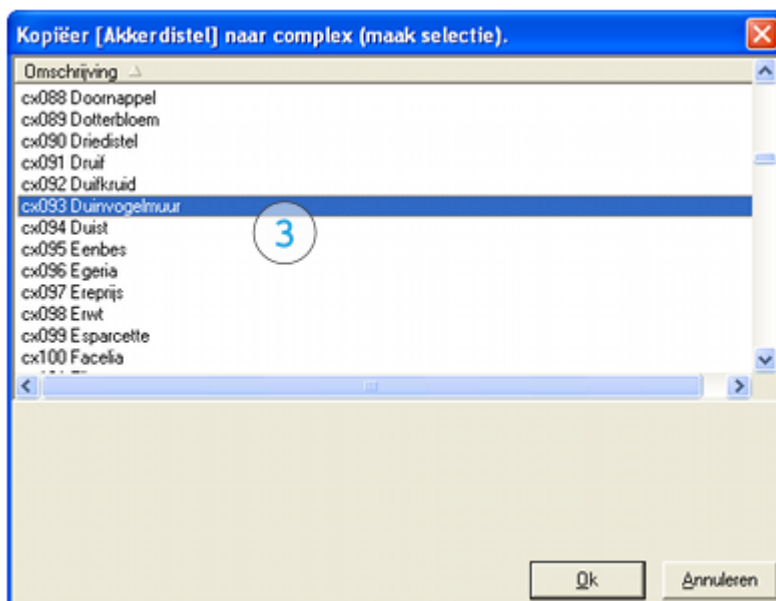 Kopiëer [Akkerdistel] naar complex (maak selectie).
Omschrijving
cx088 Doornappel
cx089 Dotterbloem
cx090 Driedistel
cx091 Druif
cx092 Duifkruid
cx093 Duinvogelmuur
cx094 Duist
3
cx095 Eenbes
cx096 Egeria
cx097 Ereprijs
cx098 Erwt
cx099 Esparcette
cx100 Facelia
Ok
Annuleren